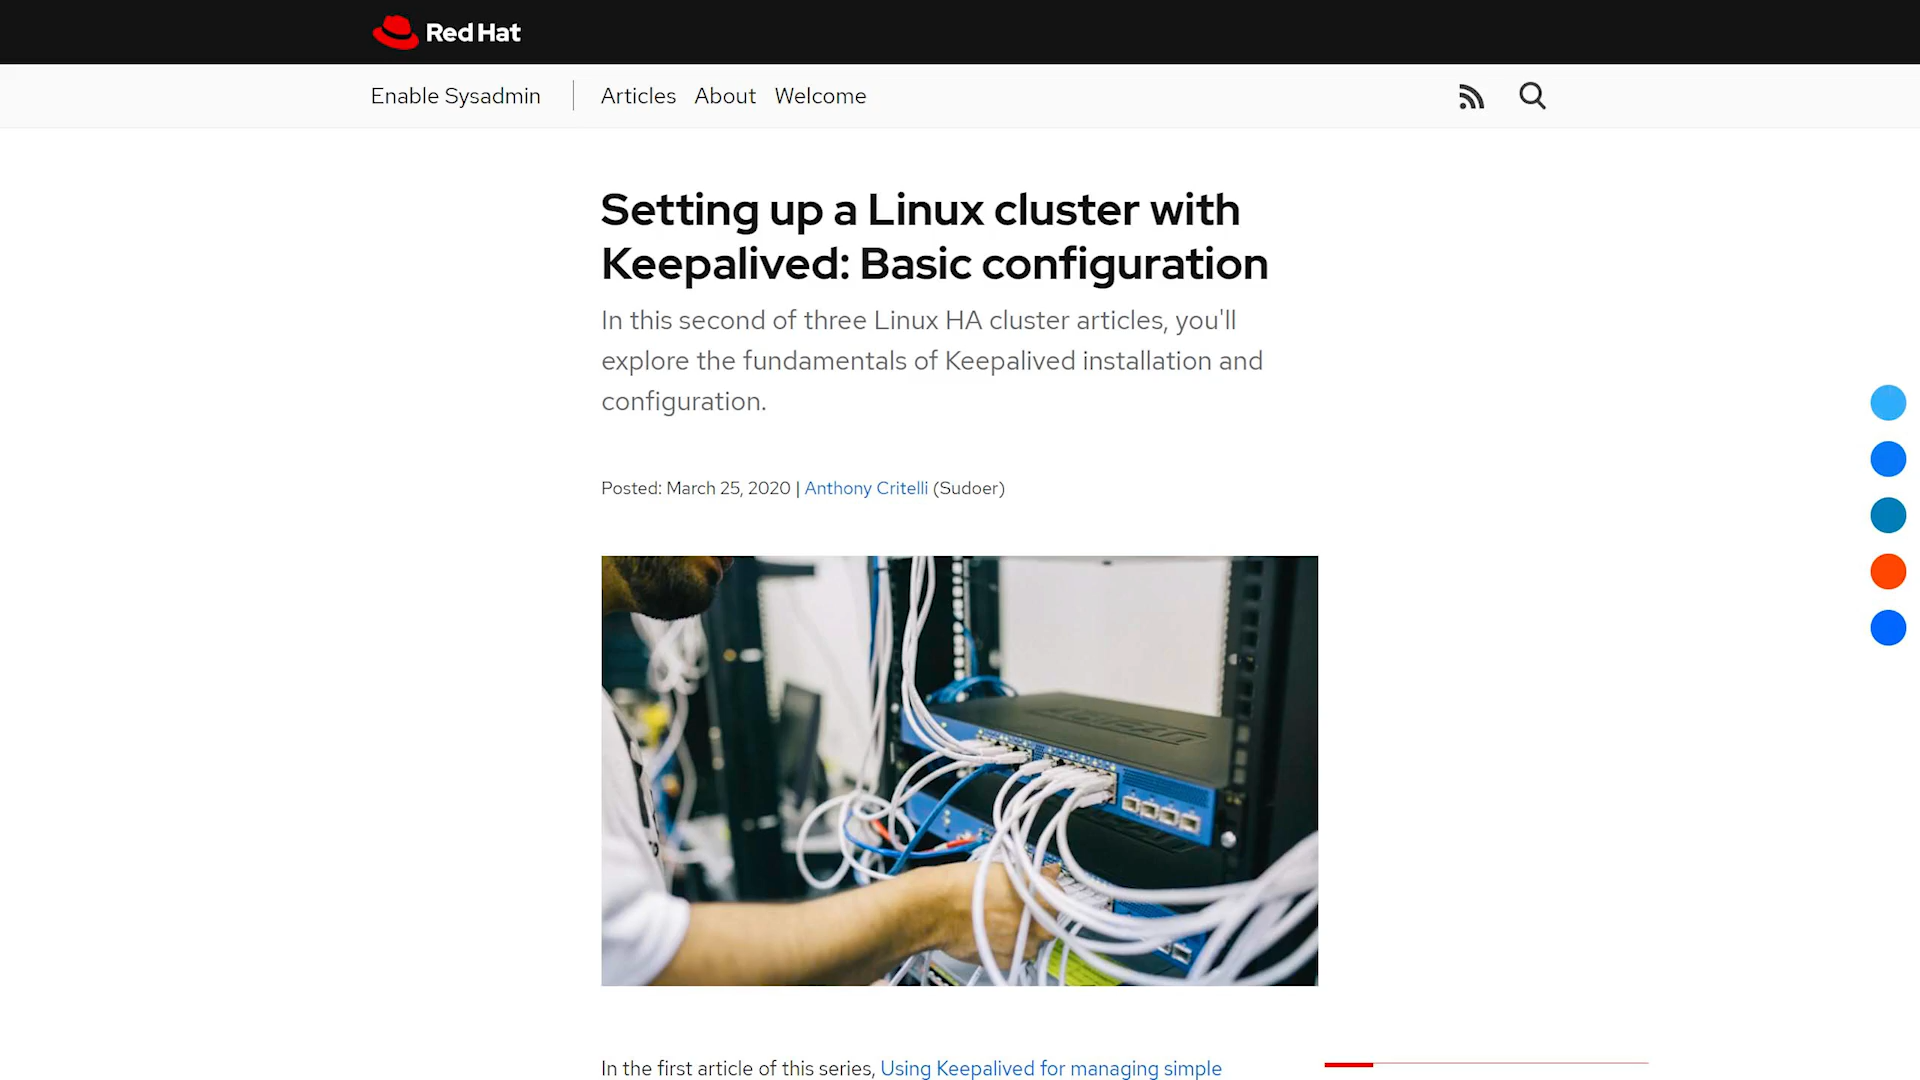 Red Hat
Enable Sysadmin
Articles About Welcome
Setting up a Linux cluster with
Keepalived: Basic configuration
In this second of three Linux HA cluster articles, you'll
explore the fundamentals of Keepalived installation and
configuration.
Posted: March 25, 2020 | Anthony Critelli (Sudoer)
In the first article of this series, Using Keepalived for managing simple